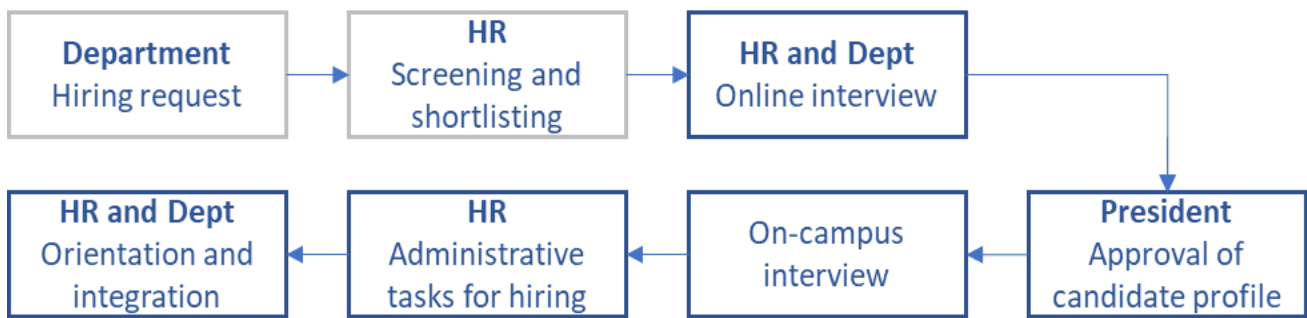 Department
Hiring request
HR
Screening and
shortlisting
HR and Dept
Online interview
President
Approval of
candidate profile
On-campus
interview
HR
Administrative
tasks for hiring
HR and Dept
Orientation and
integration